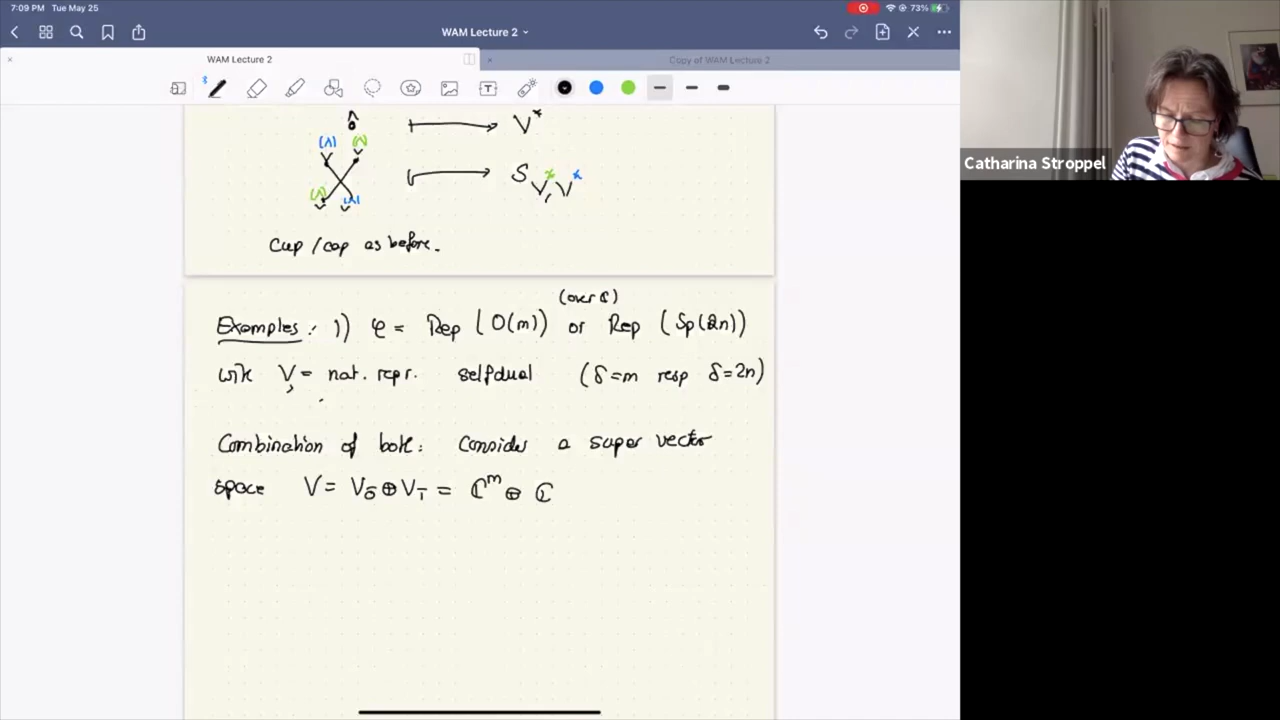 7:09 PM Tue May 25
73%
WAM Lecture 2
WAM Lecture 2
Copy of WAM Lecture 2
∧
(∧) (∧)
⟼ V*
∨ ∨
⟼ S V*, V*
(∧) (∧)
∨ ∨
Cup / cap as before.
(over ℂ)
Examples: 1) 𝒞 = Rep (O(m)) or Rep (Sp(2n))
with V = nat. repr. selfdual (δ=m resp δ=2n)
Combination of both: Consider a super vector
space V = V_0̄ ⊕ V_1̄ = ℂ^m ⊕ ℂ
Catharina Stroppel